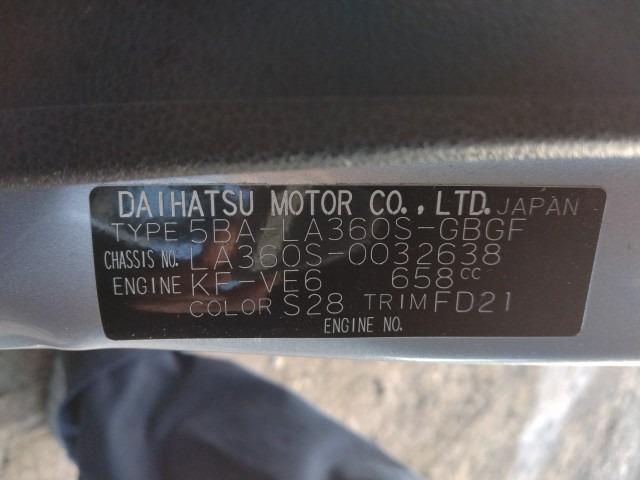 DAIHATSU MOTOR CO., LTD. JAPAN
TYPE 5BA-LA360S-GBGF
CHASSIS NO. LA360S-0032638
ENGINE KF-VE6 658cc
COLOR S28 TRIM FD21
ENGINE NO.